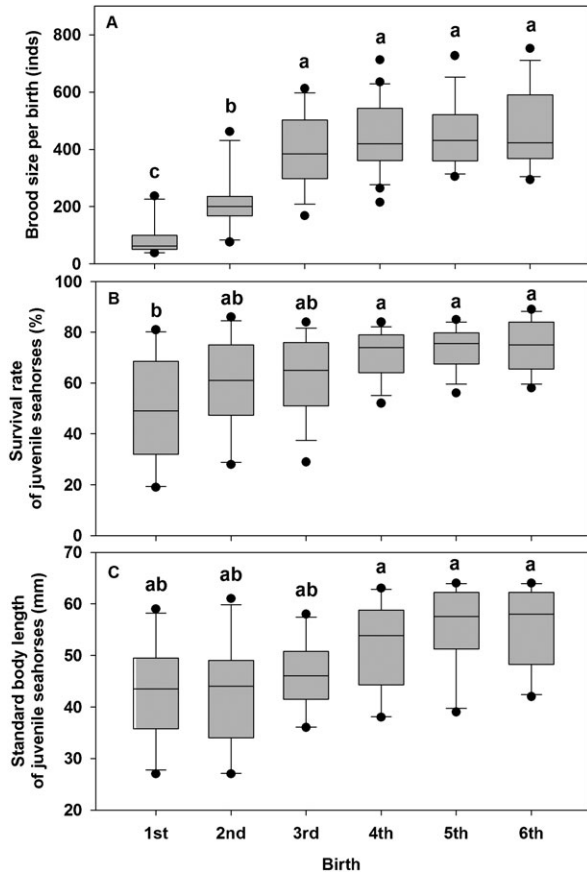 A
Brood size per birth (inds)
800
600
400
200
0
c
b
a
a
a
a
B
Survival rate
of juvenile seahorses (%)
100
80
60
40
20
0
b
ab
ab
a
a
a
C
Standard body length
of juvenile seahorses (mm)
70
60
50
40
30
20
ab
ab
ab
a
a
a
1st 2nd 3rd 4th 5th 6th
Birth